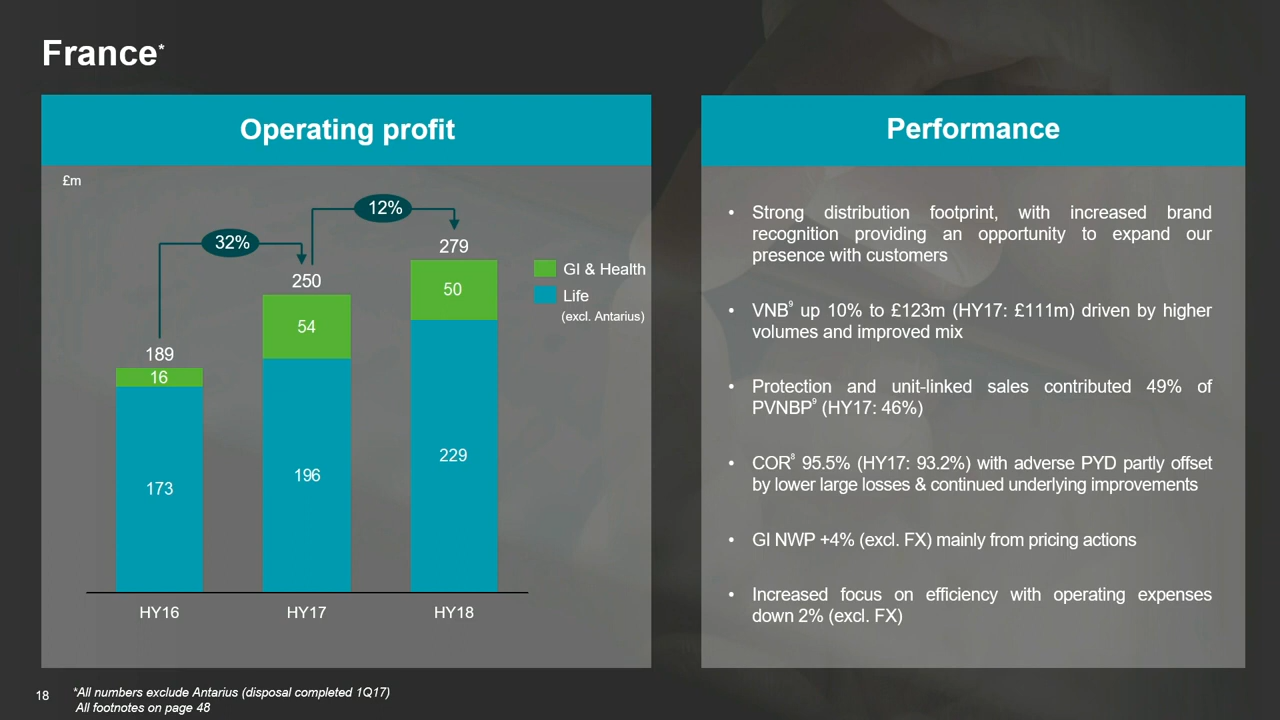 France*
Operating profit
£m
32%
12%
189
250
279
16
54
50
173
196
229
HY16
HY17
HY18
GI & Health
Life
(excl. Antarius)
Performance
• Strong distribution footprint, with increased brand
recognition providing an opportunity to expand our
presence with customers
• VNB9 up 10% to £123m (HY17: £111m) driven by higher
volumes and improved mix
• Protection and unit-linked sales contributed 49% of
PVNBP9 (HY17: 46%)
• COR8 95.5% (HY17: 93.2%) with adverse PYD partly offset
by lower large losses & continued underlying improvements
• GI NWP +4% (excl. FX) mainly from pricing actions
• Increased focus on efficiency with operating expenses
down 2% (excl. FX)
18
*All numbers exclude Antarius (disposal completed 1Q17)
All footnotes on page 48